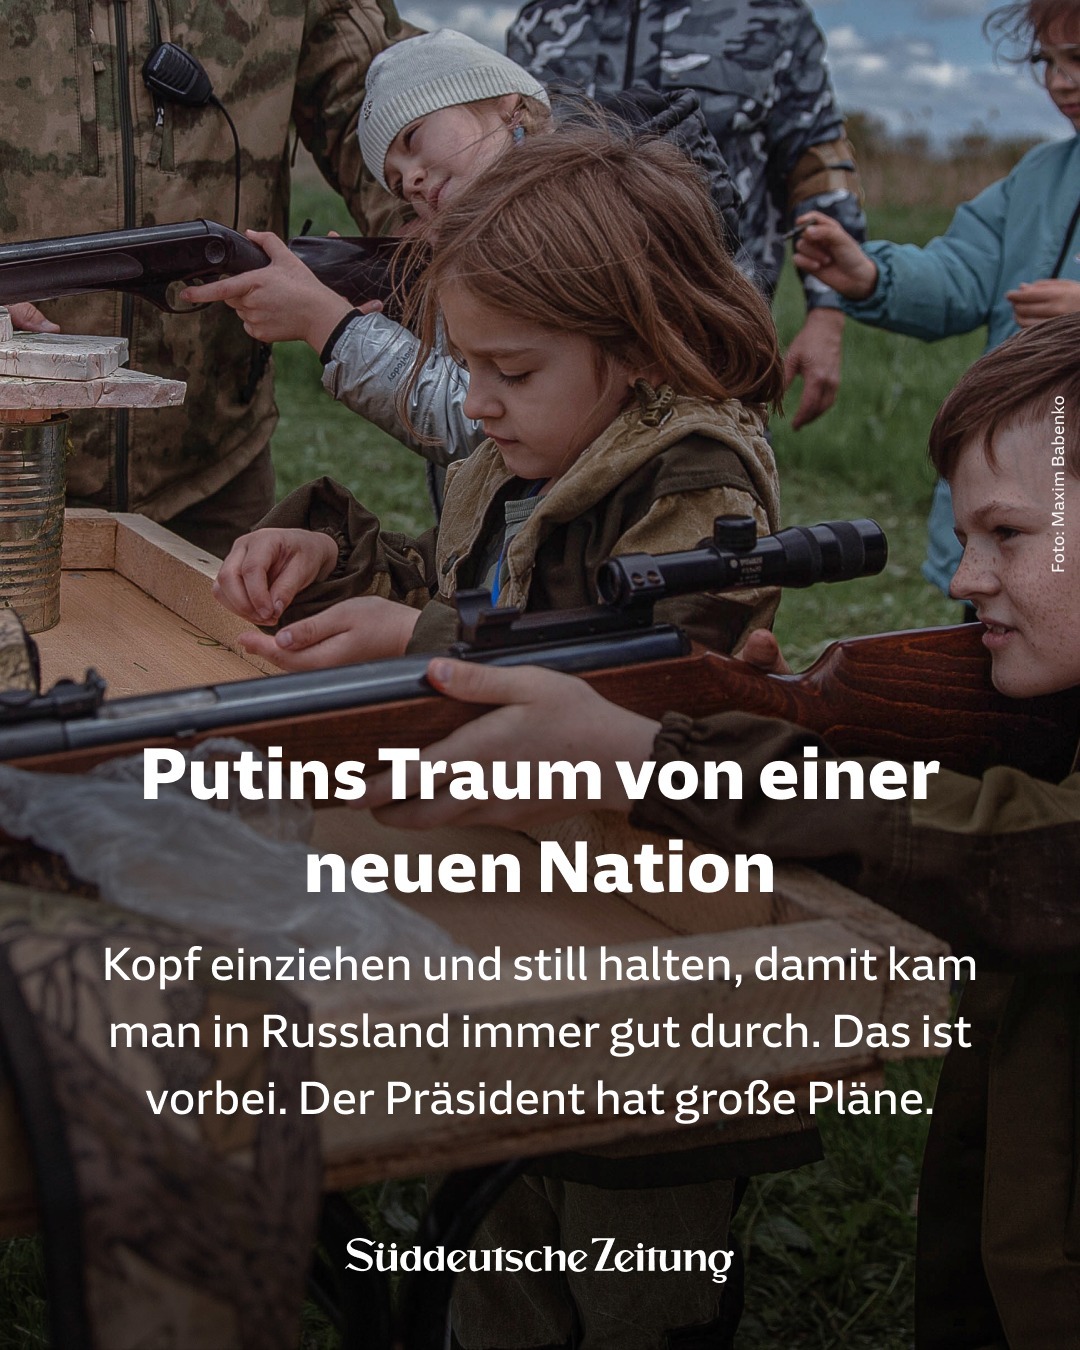 Foto: Maxim Babenko
Putins Traum von einer
neuen Nation
Kopf einziehen und still halten, damit kam
man in Russland immer gut durch. Das ist
vorbei. Der Präsident hat große Pläne.
Süddeutsche Zeitung